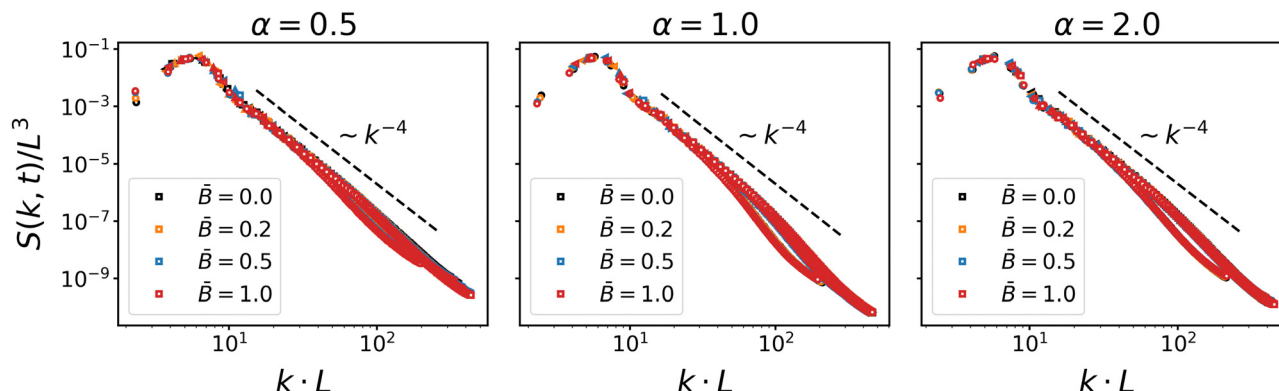 α = 0.5
α = 1.0
α = 2.0
S(k, t)/L³
10⁻¹
10⁻³
10⁻⁵
10⁻⁷
10⁻⁹
~ k⁻⁴
B̄ = 0.0
B̄ = 0.2
B̄ = 0.5
B̄ = 1.0
10¹
10²
k · L
~ k⁻⁴
B̄ = 0.0
B̄ = 0.2
B̄ = 0.5
B̄ = 1.0
10¹
10²
k · L
~ k⁻⁴
B̄ = 0.0
B̄ = 0.2
B̄ = 0.5
B̄ = 1.0
10¹
10²
k · L